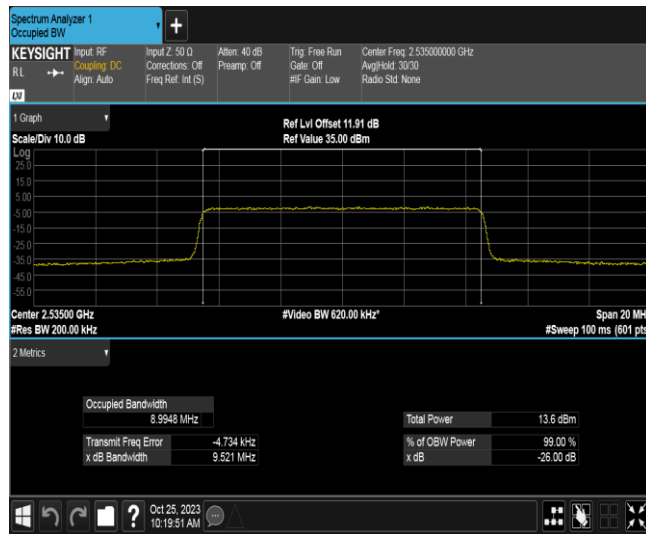 Spectrum Analyzer 1
Occupied BW
+
KEYSIGHT Input: RF Input Z: 50 Ω Atten: 40 dB Trig: Free Run Center Freq: 2.535000000 GHz
RL Coupling: DC Corrections: Off Preamp: Off Gate: Off Avg|Hold: 30/30
Align: Auto Freq Ref: Int (S) #IF Gain: Low Radio Std: None
LXI
1 Graph
Ref Lvl Offset 11.91 dB
Scale/Div 10.0 dB Ref Value 35.00 dBm
Log
25.0
15.0
5.00
-5.00
-15.0
-25.0
-35.0
-45.0
-55.0
Center 2.53500 GHz #Video BW 620.00 kHz* Span 20 MH
#Res BW 200.00 kHz #Sweep 100 ms (601 pts
2 Metrics
Occupied Bandwidth
8.9948 MHz Total Power 13.6 dBm
Transmit Freq Error -4.734 kHz % of OBW Power 99.00 %
x dB Bandwidth 9.521 MHz x dB -26.00 dB
? Oct 25, 2023
10:19:51 AM